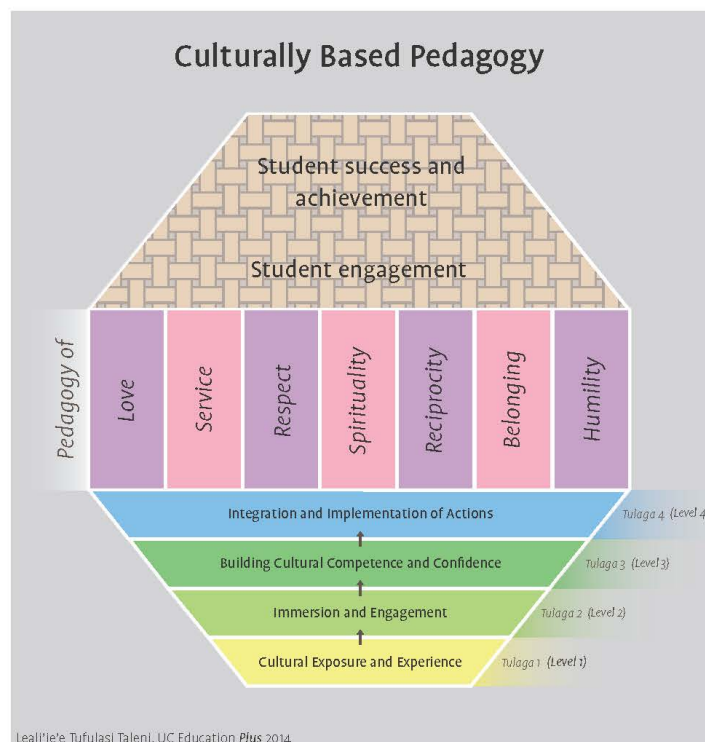 Culturally Based Pedagogy
Student success and
achievement
Student engagement
Pedagogy of
Love
Service
Respect
Spirituality
Reciprocity
Belonging
Humility
Integration and Implementation of Actions
Tulaga 4 (Level 4
Building Cultural Competence and Confidence
Tulaga 3 (Level 3)
Immersion and Engagement
Tulaga 2 (Level 2)
Cultural Exposure and Experience
Tulaga 1 (Level 1)
Leali'ie'e Tufulasi Taleni, UC Education Plus 2014